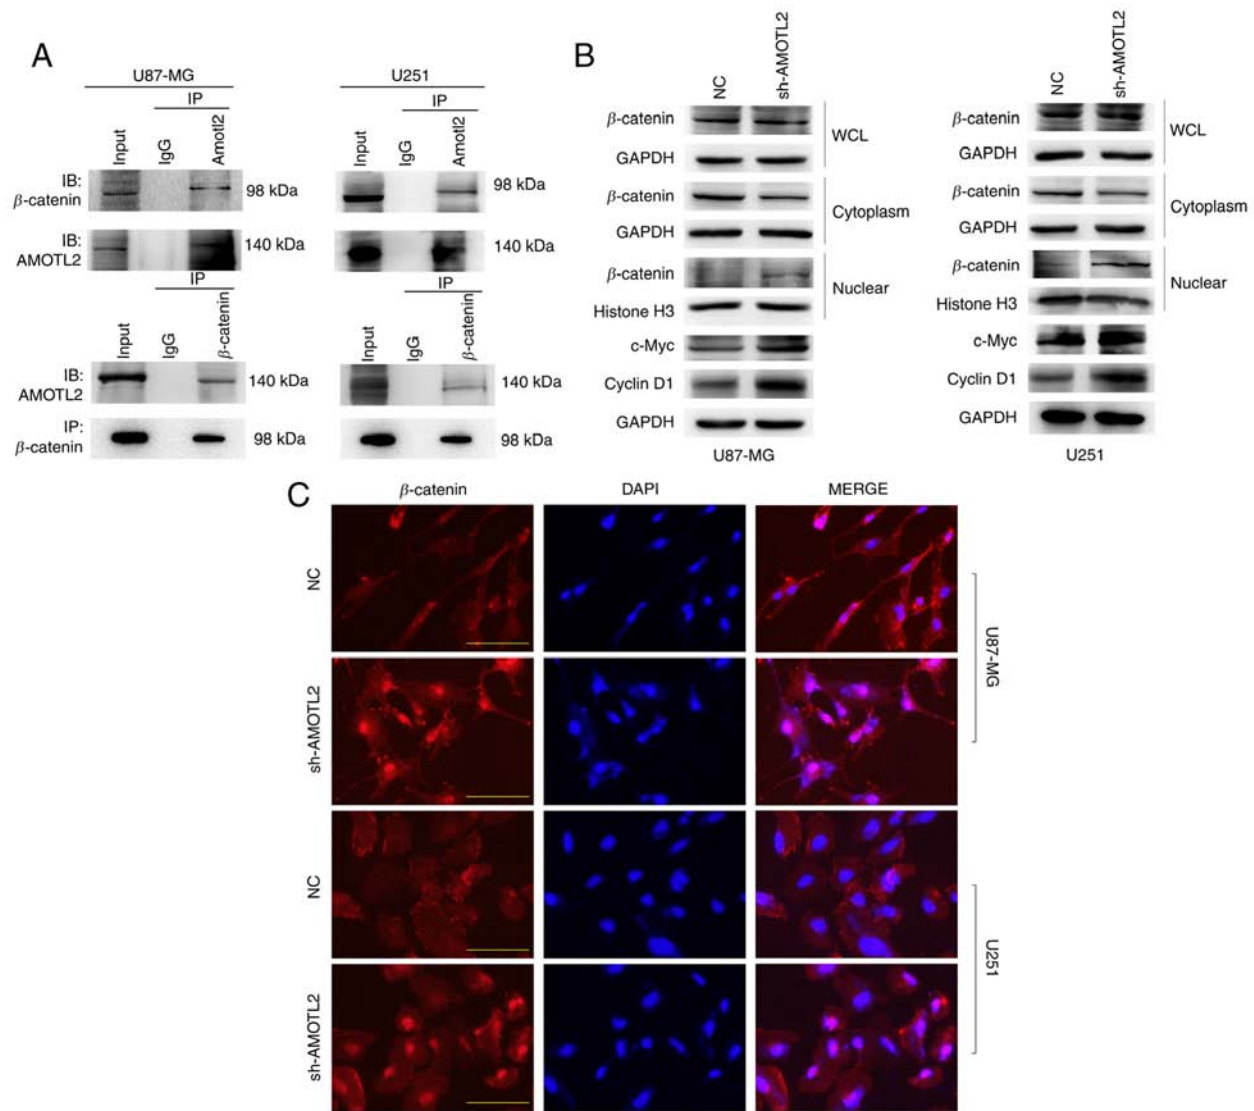 A
U87-MG
IP
Input
IgG
Amotl2
IB:
β-catenin
98 kDa
IB:
AMOTL2
140 kDa
IP
Input
IgG
β-catenin
IB:
AMOTL2
140 kDa
IP:
β-catenin
98 kDa
U251
IP
Input
IgG
Amotl2
98 kDa
140 kDa
IP
Input
IgG
β-catenin
140 kDa
98 kDa
B
NC
sh-AMOTL2
β-catenin
GAPDH
WCL
β-catenin
GAPDH
Cytoplasm
β-catenin
Histone H3
Nuclear
c-Myc
Cyclin D1
GAPDH
U87-MG
NC
sh-AMOTL2
β-catenin
GAPDH
WCL
β-catenin
GAPDH
Cytoplasm
β-catenin
Histone H3
Nuclear
c-Myc
Cyclin D1
GAPDH
U251
C
β-catenin
DAPI
MERGE
NC
sh-AMOTL2
U87-MG
NC
sh-AMOTL2
U251